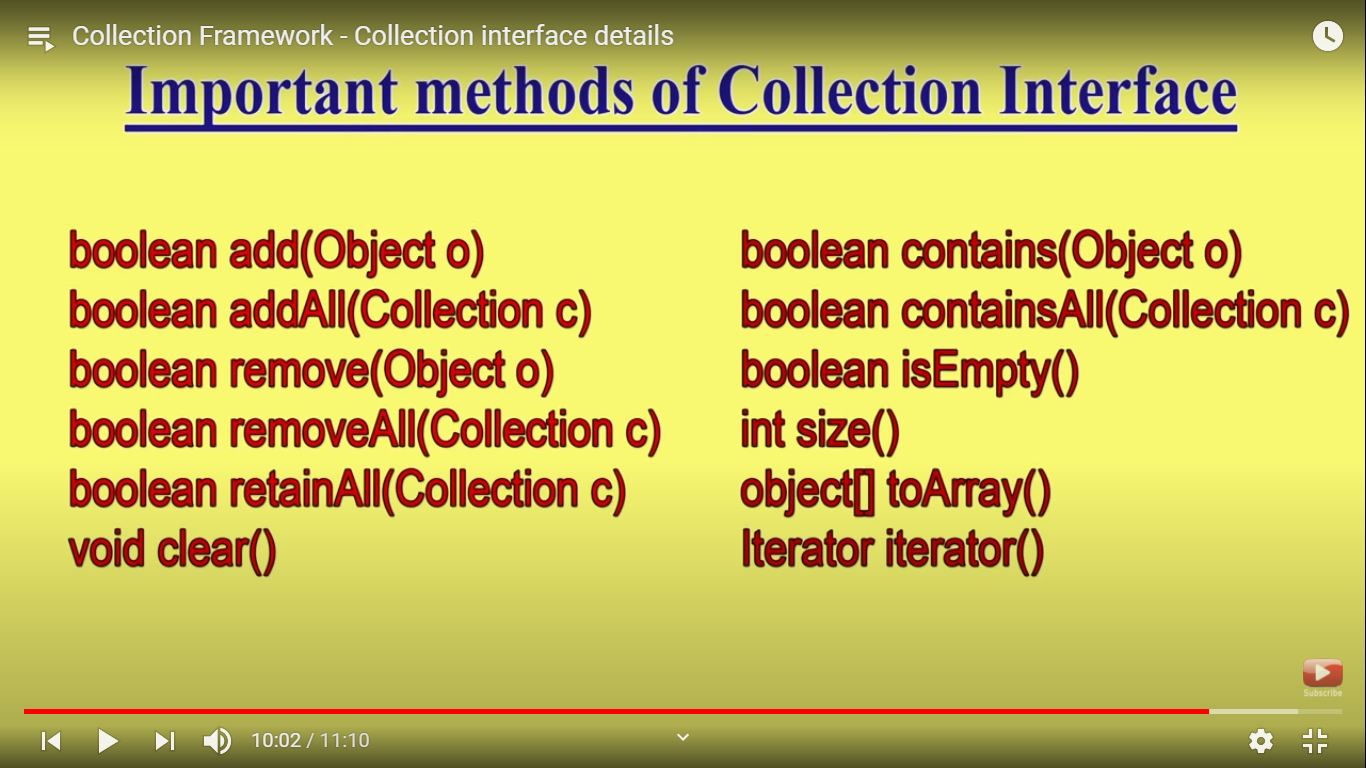 Collection Framework - Collection interface details
Important methods of Collection Interface
boolean add(Object o)
boolean addAll(Collection c)
boolean remove(Object o)
boolean removeAll(Collection c)
boolean retainAll(Collection c)
void clear()
boolean contains(Object o)
boolean containsAll(Collection c)
boolean isEmpty()
int size()
object[] toArray()
Iterator iterator()
Subscribe
10:02 / 11:10